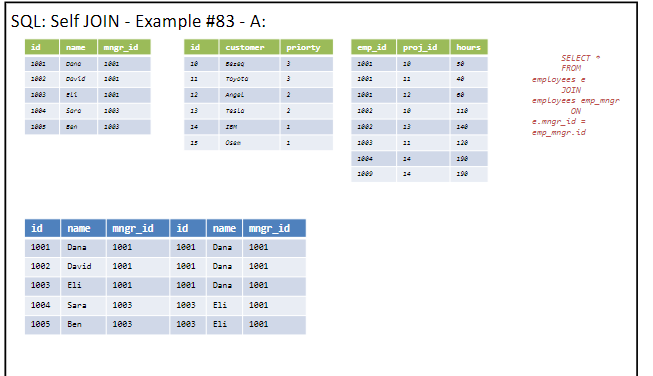 SQL: Self JOIN - Example #83 - A:
id name mngr_id
1001 Dana 1001
1002 David 1001
1003 Eli 1001
1004 Sara 1003
1005 Ben 1003
id customer priorty
10 Bezeq 3
11 Toyota 3
12 Angel 2
13 Tesla 2
14 IBM 1
15 Osem 1
emp_id proj_id hours
1001 10 50
1001 11 40
1001 12 60
1002 10 110
1002 13 140
1003 11 120
1004 14 190
1009 14 190
SELECT *
FROM
employees e
JOIN
employees emp_mngr
ON
e.mngr_id =
emp_mngr.id
id name mngr_id id name mngr_id
1001 Dana 1001 1001 Dana 1001
1002 David 1001 1001 Dana 1001
1003 Eli 1001 1001 Dana 1001
1004 Sara 1003 1003 Eli 1001
1005 Ben 1003 1003 Eli 1001